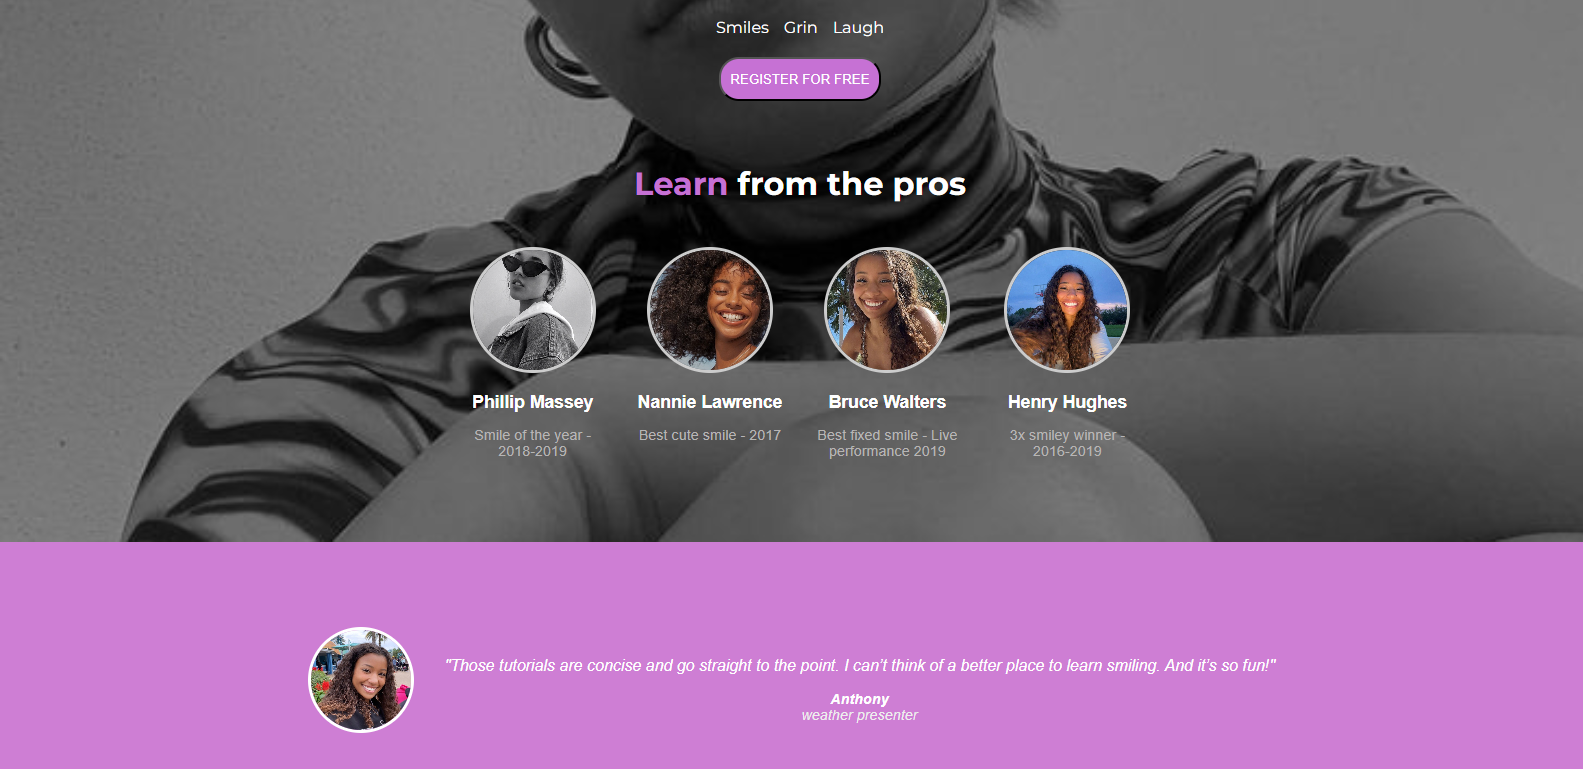 Smiles Grin Laugh
REGISTER FOR FREE
Learn from the pros
Phillip Massey
Smile of the year -
2018-2019
Nannie Lawrence
Best cute smile - 2017
Bruce Walters
Best fixed smile - Live
performance 2019
Henry Hughes
3x smiley winner -
2016-2019
"Those tutorials are concise and go straight to the point. I can’t think of a better place to learn smiling. And it’s so fun!"
Anthony
weather presenter